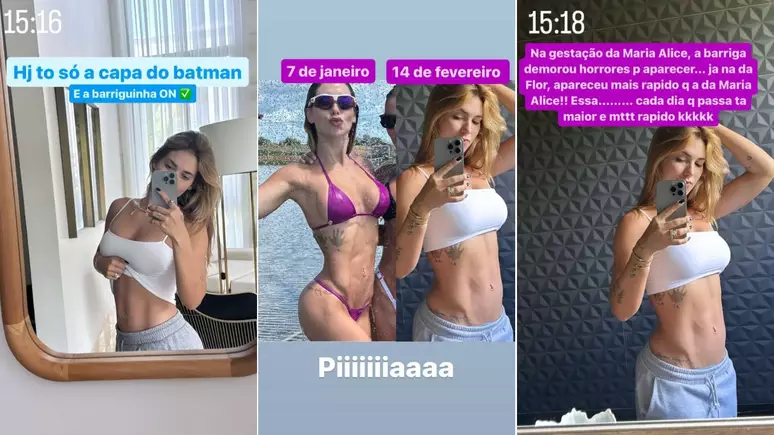 15:16
Hj to só a capa do batman
E a barriguinha ON ✅
7 de janeiro
14 de fevereiro
Piiiiiiiaaaa
15:18
Na gestação da Maria Alice, a barriga
demorou horrores p aparecer... ja na da
Flor, apareceu mais rapido q a da Maria
Alice!! Essa......... cada dia q passa ta
maior e mttt rapido kkkkk